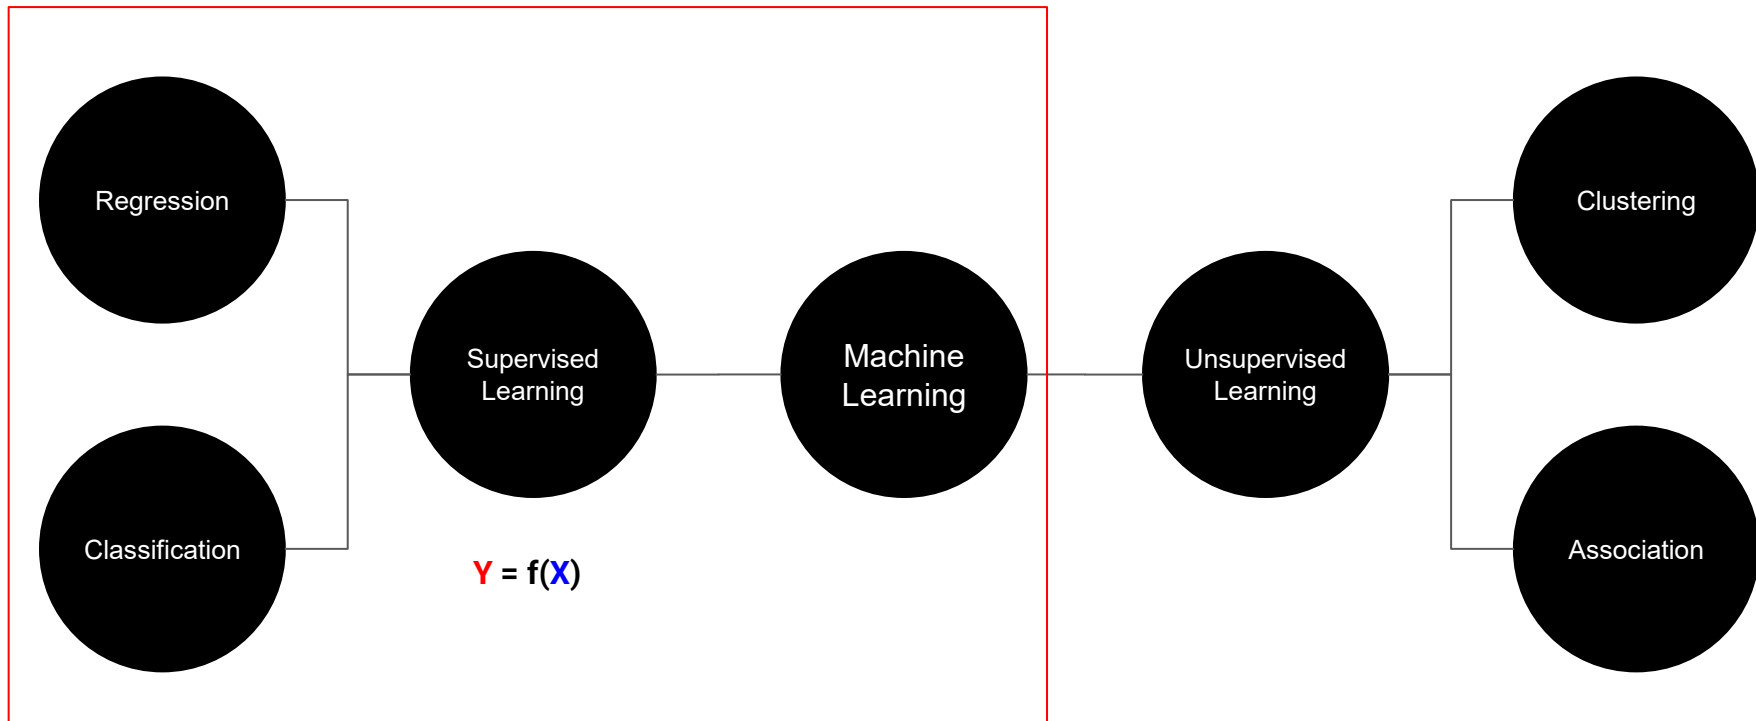 Regression
Clustering
Supervised
Learning
Machine
Learning
Unsupervised
Learning
Classification
Association
Y = f(X)